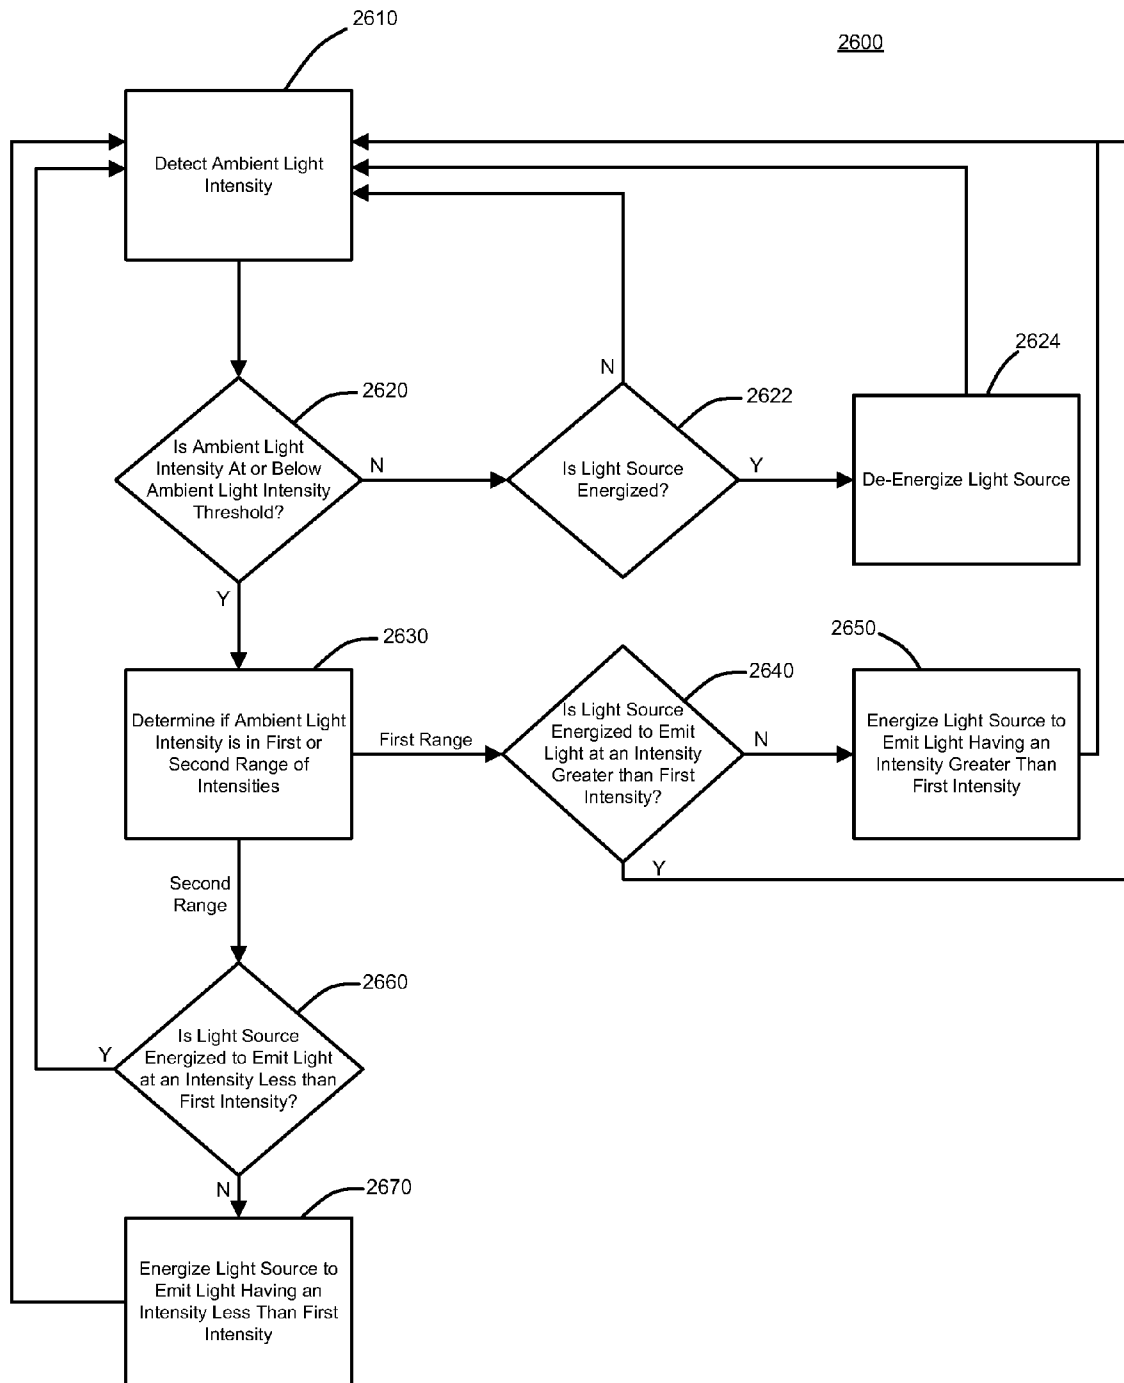 2610
2600
Detect Ambient Light
Intensity
2620
Is Ambient Light
Intensity At or Below
Ambient Light Intensity
Threshold?
N
N
2622
Is Light Source
Energized?
Y
2624
De-Energize Light Source
Y
2630
Determine if Ambient Light
Intensity is in First or
Second Range of
Intensities
First Range
2640
Is Light Source
Energized to Emit
Light at an Intensity
Greater than First
Intensity?
N
Y
2650
Energize Light Source to
Emit Light Having an
Intensity Greater Than
First Intensity
Second
Range
2660
Is Light Source
Energized to Emit Light
at an Intensity Less than
First Intensity?
Y
N
2670
Energize Light Source to
Emit Light Having an
Intensity Less Than First
Intensity